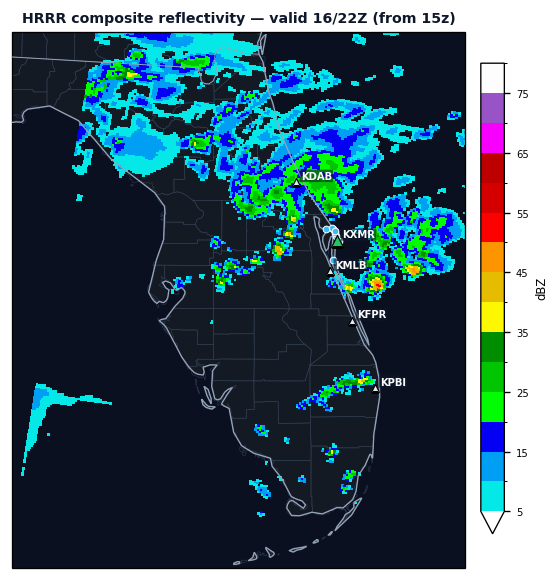 HRRR composite reflectivity — valid 16/22Z (from 15z)
75
65
55
45
35
25
15
5
dBZ
KDAB
KXMR
KMLB
KFPR
KPBI